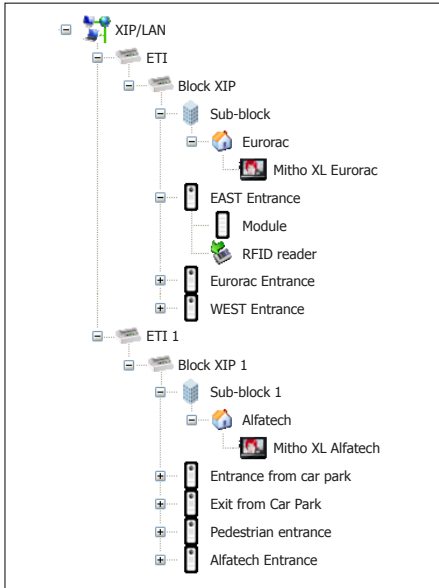 XIP/LAN
ETI
Block XIP
Sub-block
Eurorac
Mitho XL Eurorac
EAST Entrance
Module
RFID reader
Eurorac Entrance
WEST Entrance
ETI 1
Block XIP 1
Sub-block 1
Alfatech
Mitho XL Alfatech
Entrance from car park
Exit from Car Park
Pedestrian entrance
Alfatech Entrance